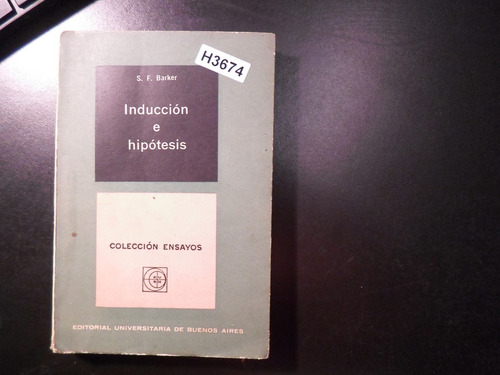 H3674
S. F. Barker
Inducción
e
hipótesis
COLECCIÓN ENSAYOS
EDITORIAL UNIVERSITARIA DE BUENOS AIRES